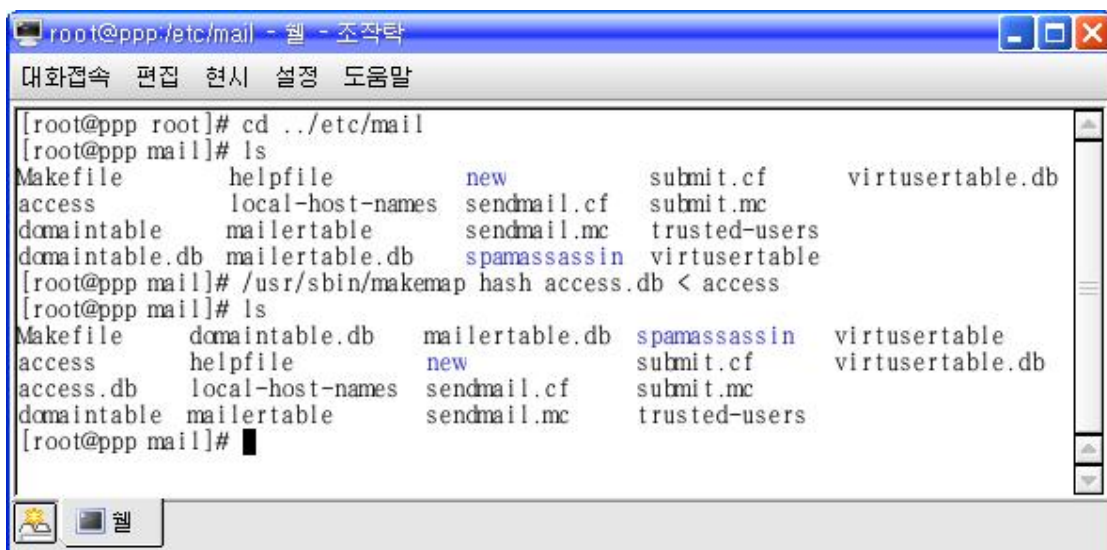 root@ppp:/etc/mail - 웰 - 조작탁
대화접속 편집 현시 설정 도움말
[root@ppp root]# cd ../etc/mail
[root@ppp mail]# ls
Makefile helpfile new submit.cf virtusertable.db
access local-host-names sendmail.cf submit.mc
domaintable mailertable sendmail.mc trusted-users
domaintable.db mailertable.db spamassassin virtusertable
[root@ppp mail]# /usr/sbin/makemap hash access.db < access
[root@ppp mail]# ls
Makefile domaintable.db mailertable.db spamassassin virtusertable
access helpfile new submit.cf virtusertable.db
access.db local-host-names sendmail.cf submit.mc
domaintable mailertable sendmail.mc trusted-users
[root@ppp mail]#
웰